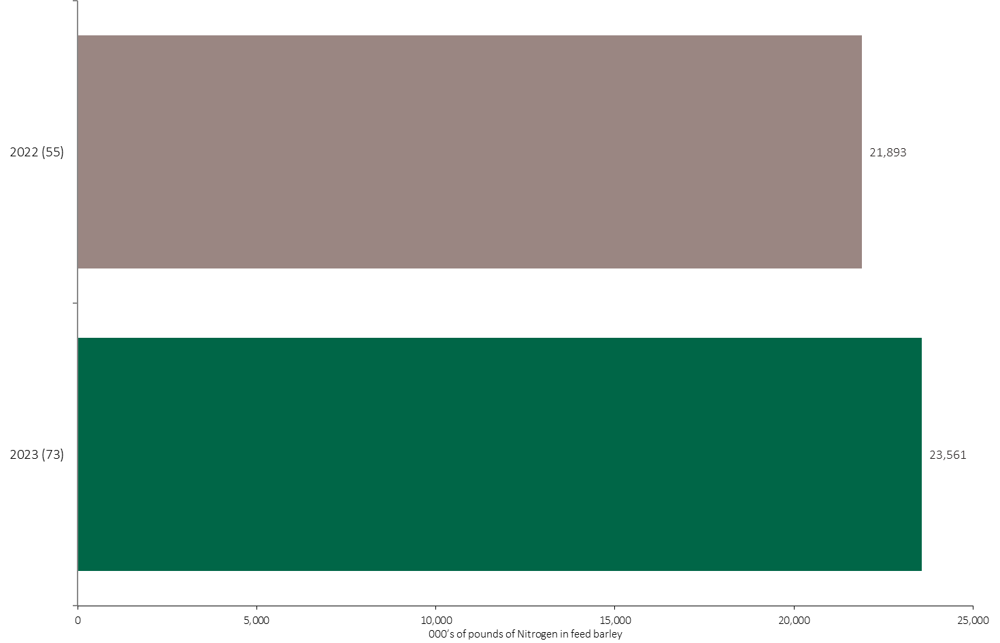 2022 (55)
21,893
2023 (73)
23,561
0 5,000 10,000 15,000 20,000 25,000
000's of pounds of Nitrogen in feed barley